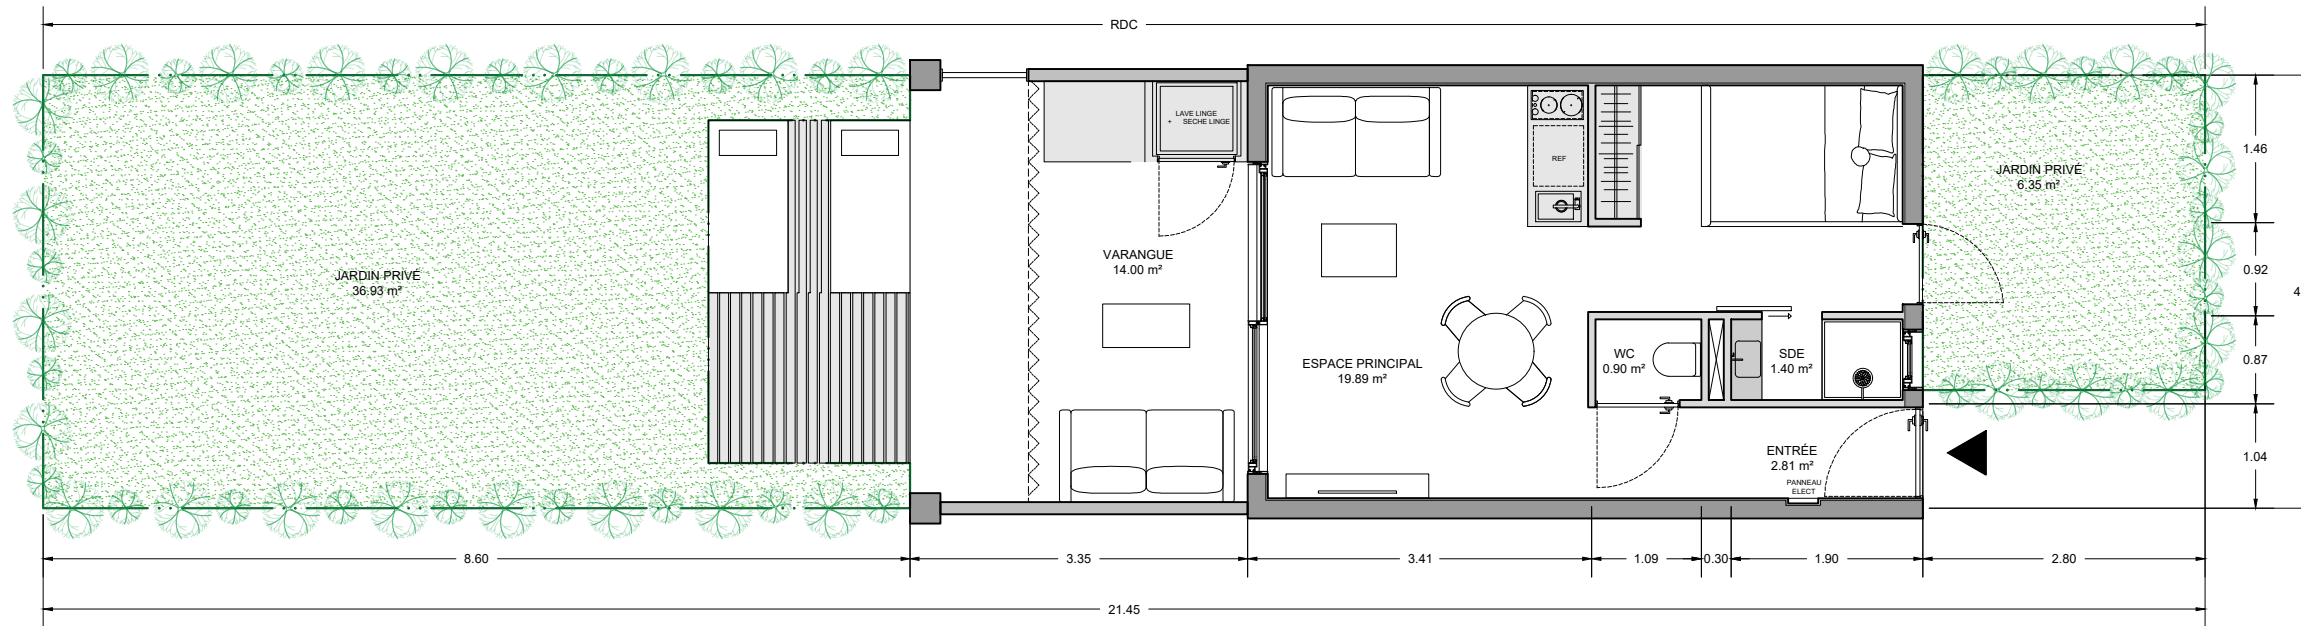 RDC
LAVE LINGE
+ SECHE LINGE
REF
JARDIN PRIVÉ
6.35 m²
1.46
VARANGUE
14.00 m²
JARDIN PRIVÉ
36.93 m²
0.92
4
ESPACE PRINCIPAL
19.89 m²
WC
0.90 m²
SDE
1.40 m²
0.87
ENTRÉE
2.81 m²
PANNEAU
ELECT
1.04
8.60
3.35
3.41
1.09
0.30
1.90
2.80
21.45